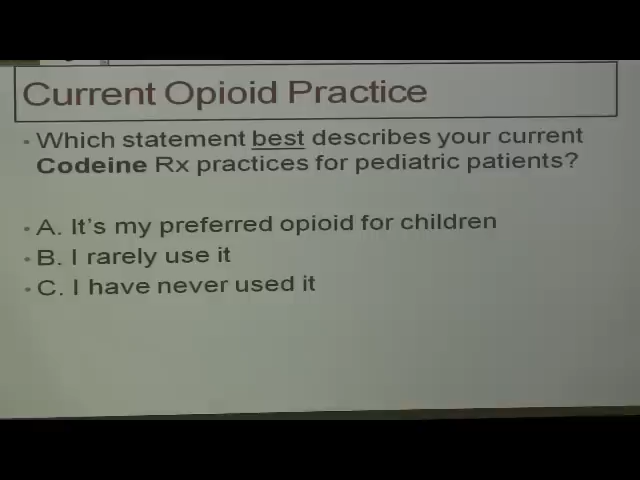 Current Opioid Practice
• Which statement best describes your current
Codeine Rx practices for pediatric patients?
• A. It's my preferred opioid for children
• B. I rarely use it
• C. I have never used it